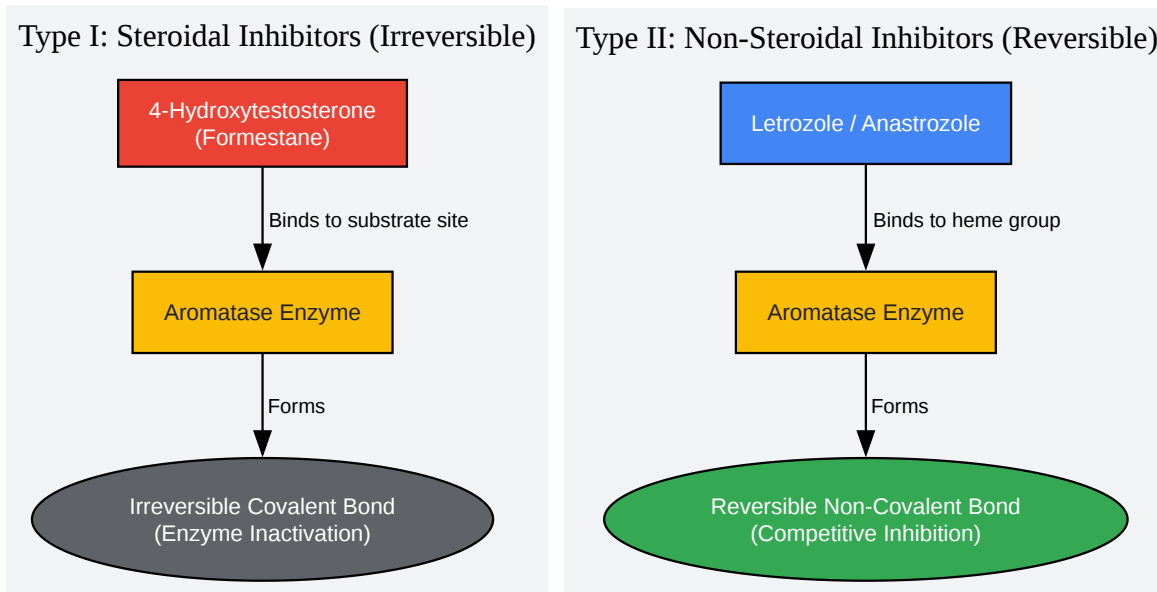 Type I: Steroidal Inhibitors (Irreversible)
4-Hydroxytestosterone
(Formestane)
Binds to substrate site
Aromatase Enzyme
Forms
Irreversible Covalent Bond
(Enzyme Inactivation)
Type II: Non-Steroidal Inhibitors (Reversible)
Letrozole / Anastrozole
Binds to heme group
Aromatase Enzyme
Forms
Reversible Non-Covalent Bond
(Competitive Inhibition)